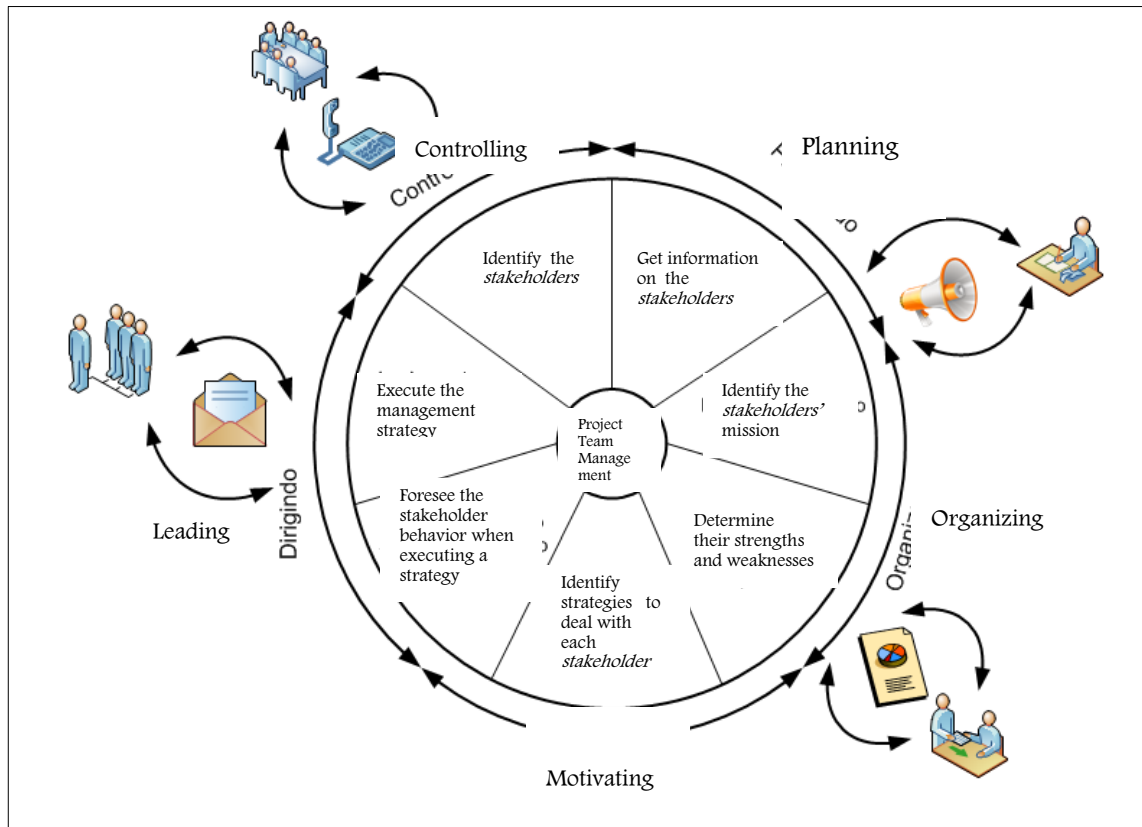 Controlling
Planning
Contro
Identify the
stakeholders
Get information
on the
stakeholders
Execute the
management
strategy
Identify the
stakeholders'
mission
Project
Team
Manage
ment
Foresee the
stakeholder
behavior when
executing a
strategy
Determine
their strengths
and weaknesses
Identify
strategies to
deal with
each
stakeholder
Leading
Dirigindo
Organizing
Organiz
Motivating